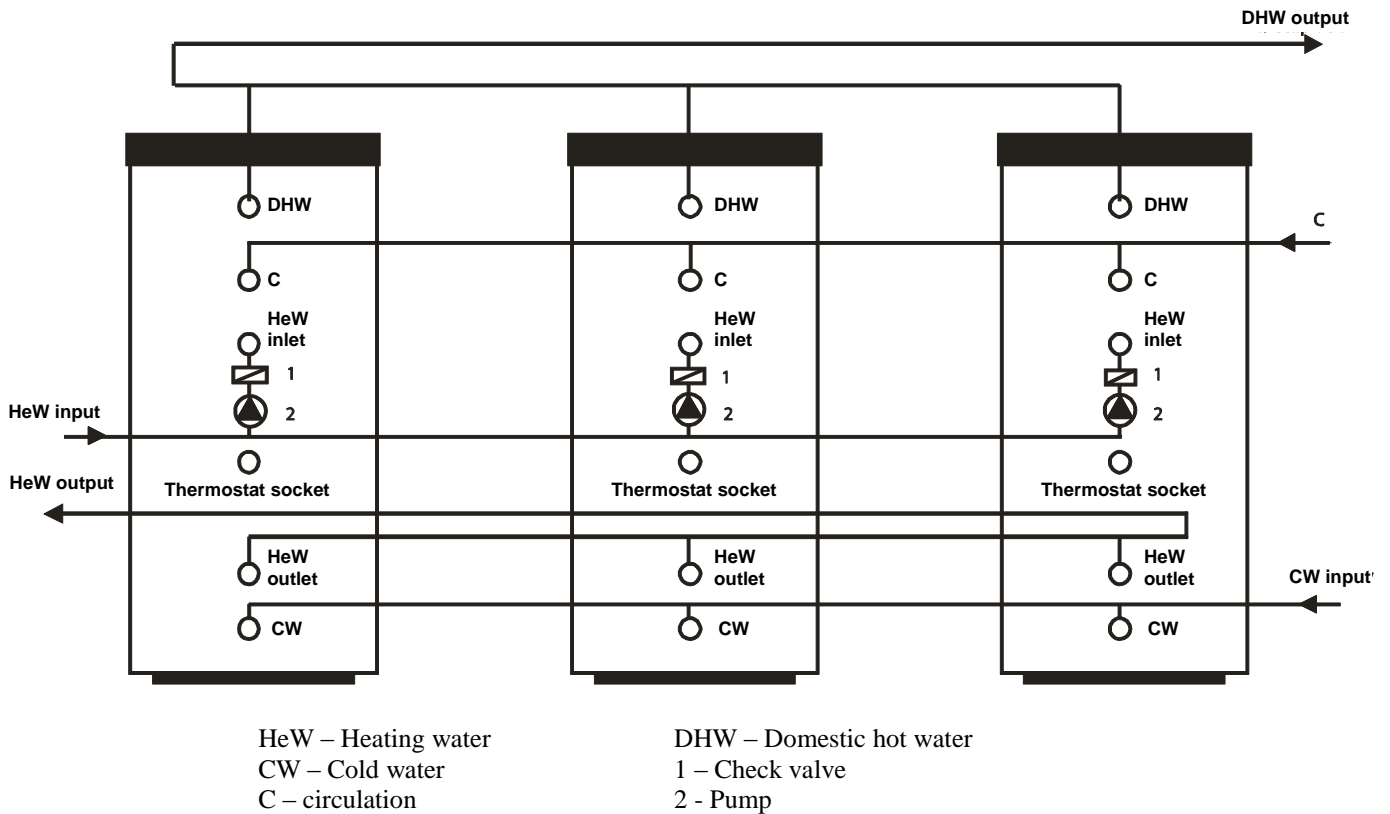 DHW output
DHW DHW DHW
C
C C C
HeW HeW HeW
inlet inlet inlet
1 1 1
HeW input 2 2 2
HeW output Thermostat socket Thermostat socket Thermostat socket
HeW HeW HeW
outlet outlet outlet CW input
CW CW CW
HeW – Heating water DHW – Domestic hot water
CW – Cold water 1 – Check valve
C – circulation 2 - Pump